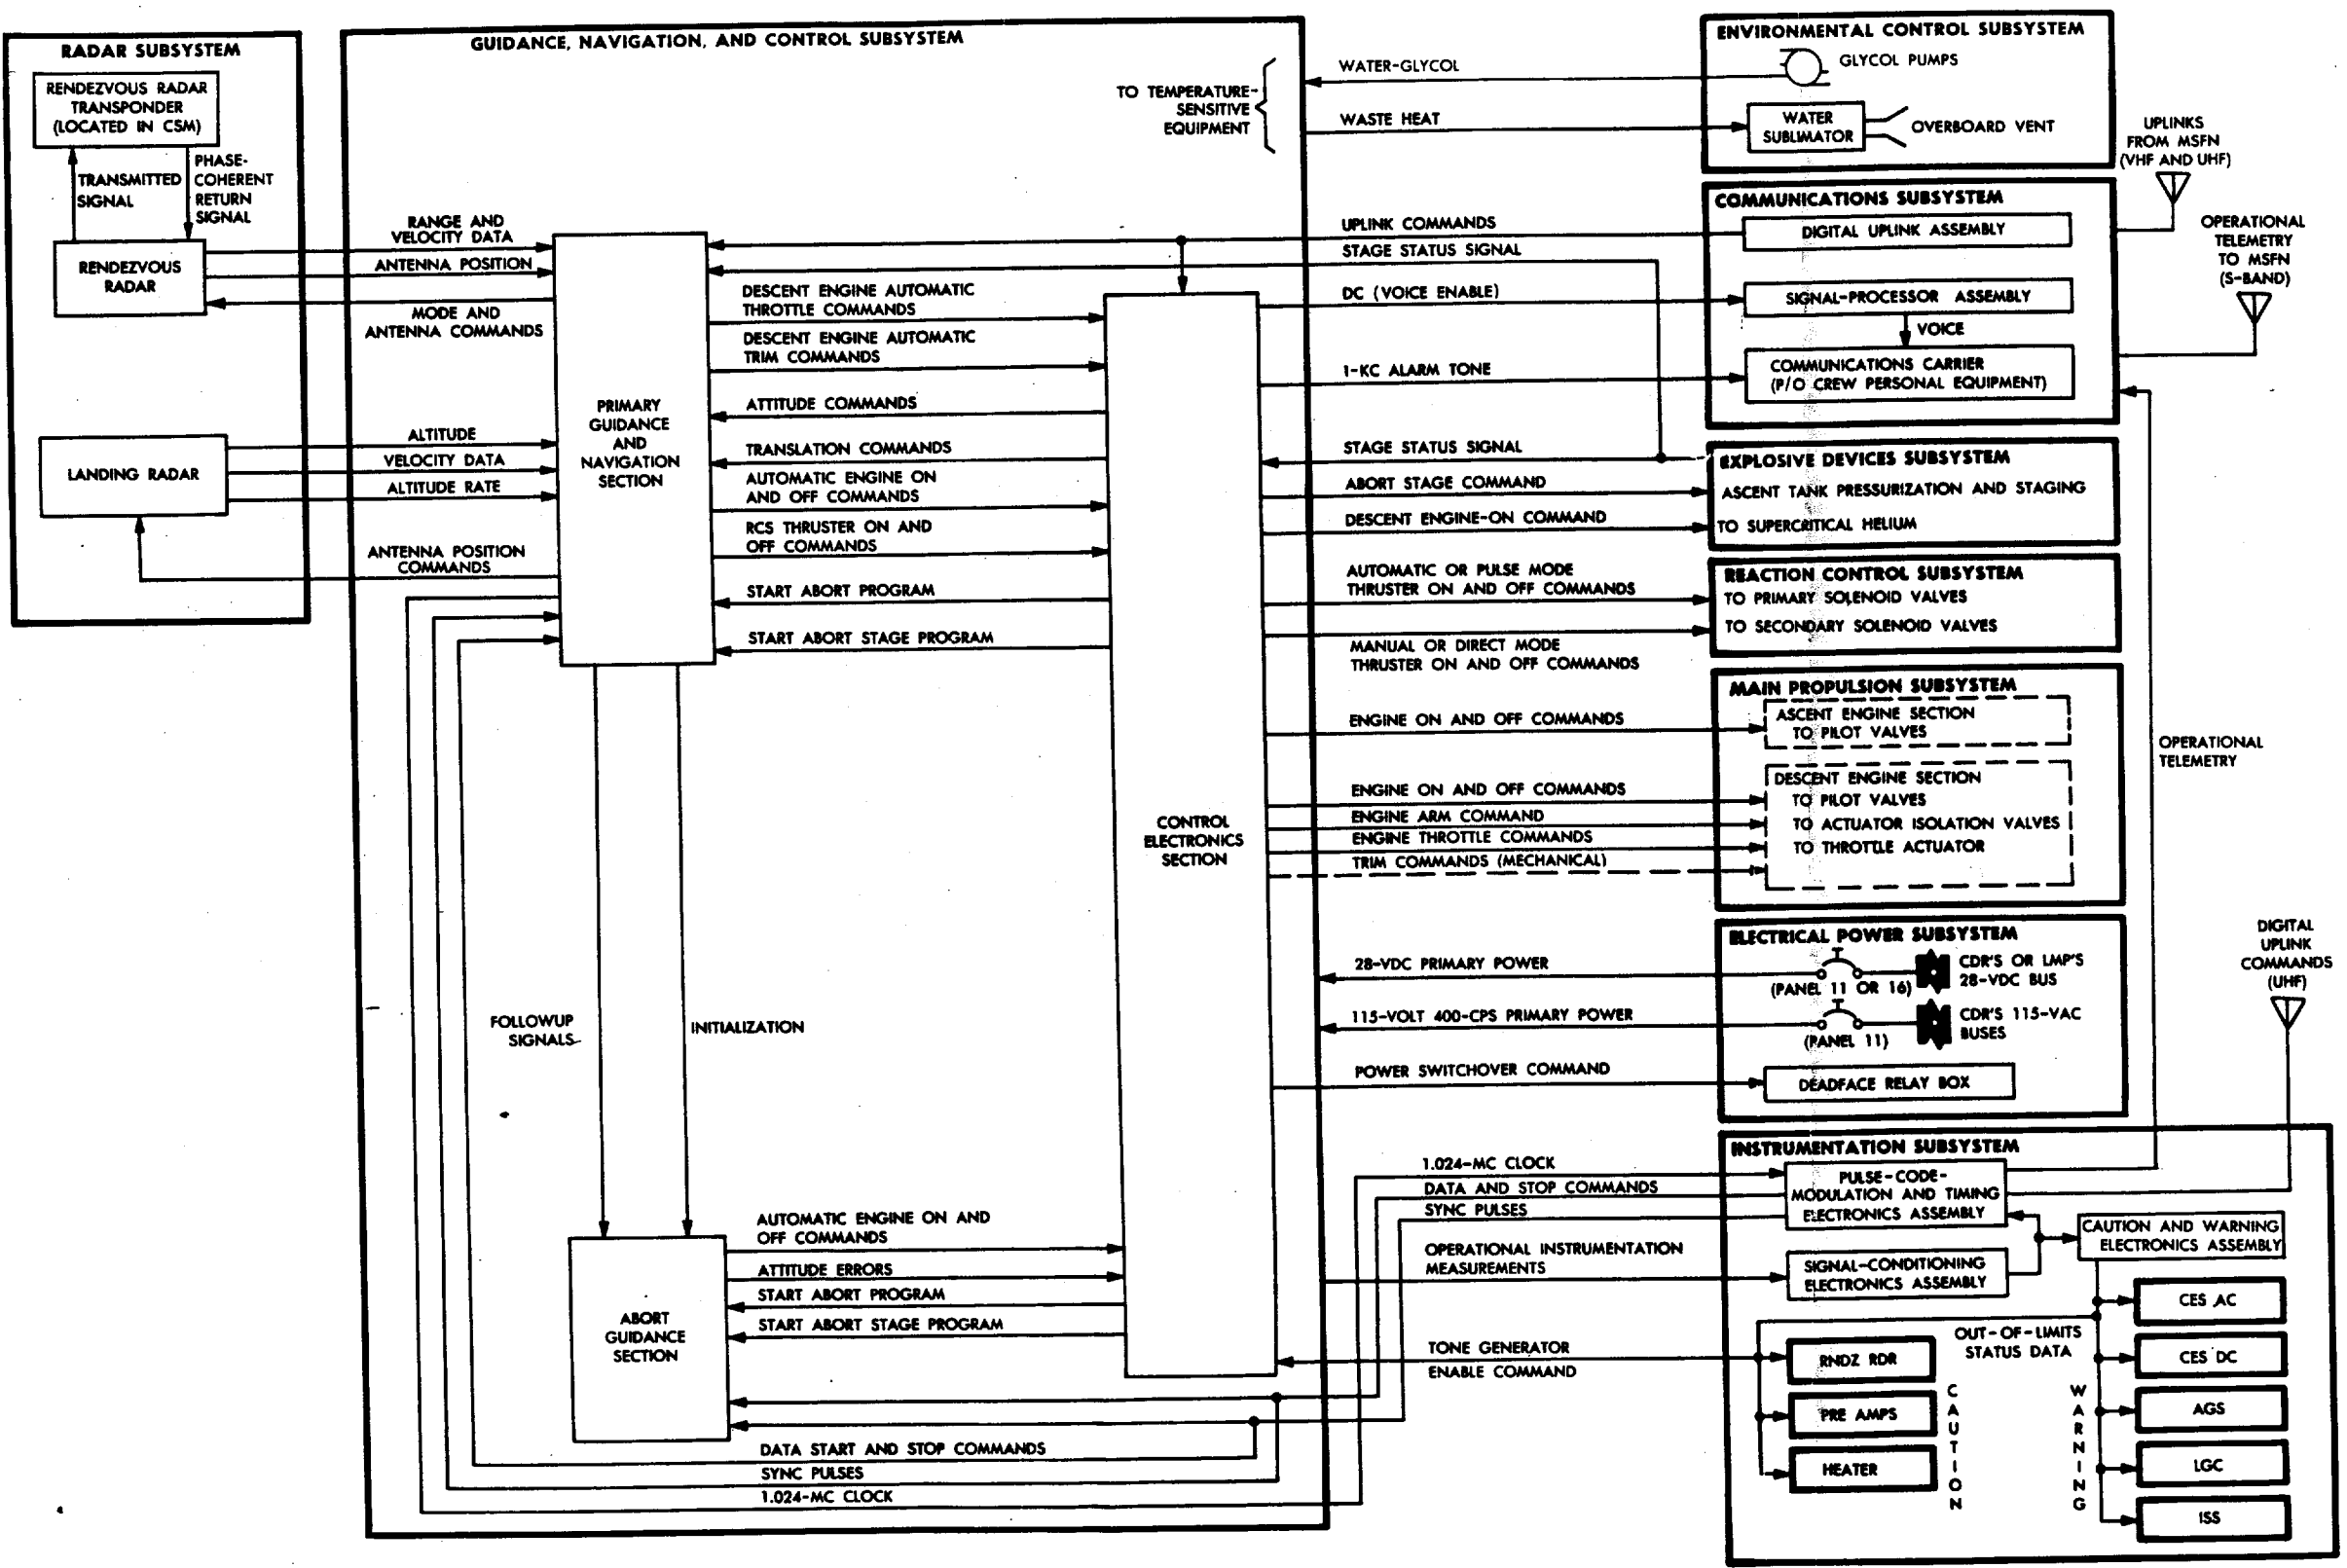 RADAR SUBSYSTEM
RENDEZVOUS RADAR
TRANSPONDER
(LOCATED IN CSM)
TRANSMITTED
SIGNAL
PHASE-
COHERENT
RETURN
SIGNAL
RENDEZVOUS
RADAR
LANDING RADAR
GUIDANCE, NAVIGATION, AND CONTROL SUBSYSTEM
TO TEMPERATURE-
SENSITIVE
EQUIPMENT
RANGE AND
VELOCITY DATA
ANTENNA POSITION
MODE AND
ANTENNA COMMANDS
ALTITUDE
VELOCITY DATA
ALTITUDE RATE
ANTENNA POSITION
COMMANDS
PRIMARY
GUIDANCE
AND
NAVIGATION
SECTION
DESCENT ENGINE AUTOMATIC
THROTTLE COMMANDS
DESCENT ENGINE AUTOMATIC
TRIM COMMANDS
ATTITUDE COMMANDS
TRANSLATION COMMANDS
AUTOMATIC ENGINE ON
AND OFF COMMANDS
RCS THRUSTER ON AND
OFF COMMANDS
START ABORT PROGRAM
START ABORT STAGE PROGRAM
FOLLOWUP
SIGNALS
INITIALIZATION
CONTROL
ELECTRONICS
SECTION
AUTOMATIC ENGINE ON AND
OFF COMMANDS
ATTITUDE ERRORS
START ABORT PROGRAM
START ABORT STAGE PROGRAM
ABORT
GUIDANCE
SECTION
DATA START AND STOP COMMANDS
SYNC PULSES
1.024-MC CLOCK
WATER-GLYCOL
WASTE HEAT
UPLINK COMMANDS
STAGE STATUS SIGNAL
DC (VOICE ENABLE)
1-KC ALARM TONE
STAGE STATUS SIGNAL
ABORT STAGE COMMAND
DESCENT ENGINE-ON COMMAND
AUTOMATIC OR PULSE MODE
THRUSTER ON AND OFF COMMANDS
MANUAL OR DIRECT MODE
THRUSTER ON AND OFF COMMANDS
ENGINE ON AND OFF COMMANDS
ENGINE ON AND OFF COMMANDS
ENGINE ARM COMMAND
ENGINE THROTTLE COMMANDS
TRIM COMMANDS (MECHANICAL)
28-VDC PRIMARY POWER
115-VOLT 400-CPS PRIMARY POWER
POWER SWITCHOVER COMMAND
1.024-MC CLOCK
DATA AND STOP COMMANDS
SYNC PULSES
OPERATIONAL INSTRUMENTATION
MEASUREMENTS
TONE GENERATOR
ENABLE COMMAND
ENVIRONMENTAL CONTROL SUBSYSTEM
GLYCOL PUMPS
WATER
SUBLIMATOR
OVERBOARD VENT
UPLINKS
FROM MSFN
(VHF AND UHF)
COMMUNICATIONS SUBSYSTEM
DIGITAL UPLINK ASSEMBLY
SIGNAL-PROCESSOR ASSEMBLY
VOICE
COMMUNICATIONS CARRIER
(P/O CREW PERSONAL EQUIPMENT)
OPERATIONAL
TELEMETRY
TO MSFN
(S-BAND)
EXPLOSIVE DEVICES SUBSYSTEM
ASCENT TANK PRESSURIZATION AND STAGING
TO SUPERCRITICAL HELIUM
REACTION CONTROL SUBSYSTEM
TO PRIMARY SOLENOID VALVES
TO SECONDARY SOLENOID VALVES
MAIN PROPULSION SUBSYSTEM
ASCENT ENGINE SECTION
TO PILOT VALVES
DESCENT ENGINE SECTION
TO PILOT VALVES
TO ACTUATOR ISOLATION VALVES
TO THROTTLE ACTUATOR
OPERATIONAL
TELEMETRY
ELECTRICAL POWER SUBSYSTEM
CDR'S OR LMP'S
28-VDC BUS
(PANEL 11 OR 16)
CDR'S 115-VAC
BUSES
(PANEL 11)
DEADFACE RELAY BOX
DIGITAL
UPLINK
COMMANDS
(UHF)
INSTRUMENTATION SUBSYSTEM
PULSE-CODE-
MODULATION AND TIMING
ELECTRONICS ASSEMBLY
CAUTION AND WARNING
ELECTRONICS ASSEMBLY
SIGNAL-CONDITIONING
ELECTRONICS ASSEMBLY
OUT-OF-LIMITS
STATUS DATA
RNDZ RDR
PRE AMPS
HEATER
CAUTION
WARNING
CES AC
CES DC
AGS
LGC
ISS